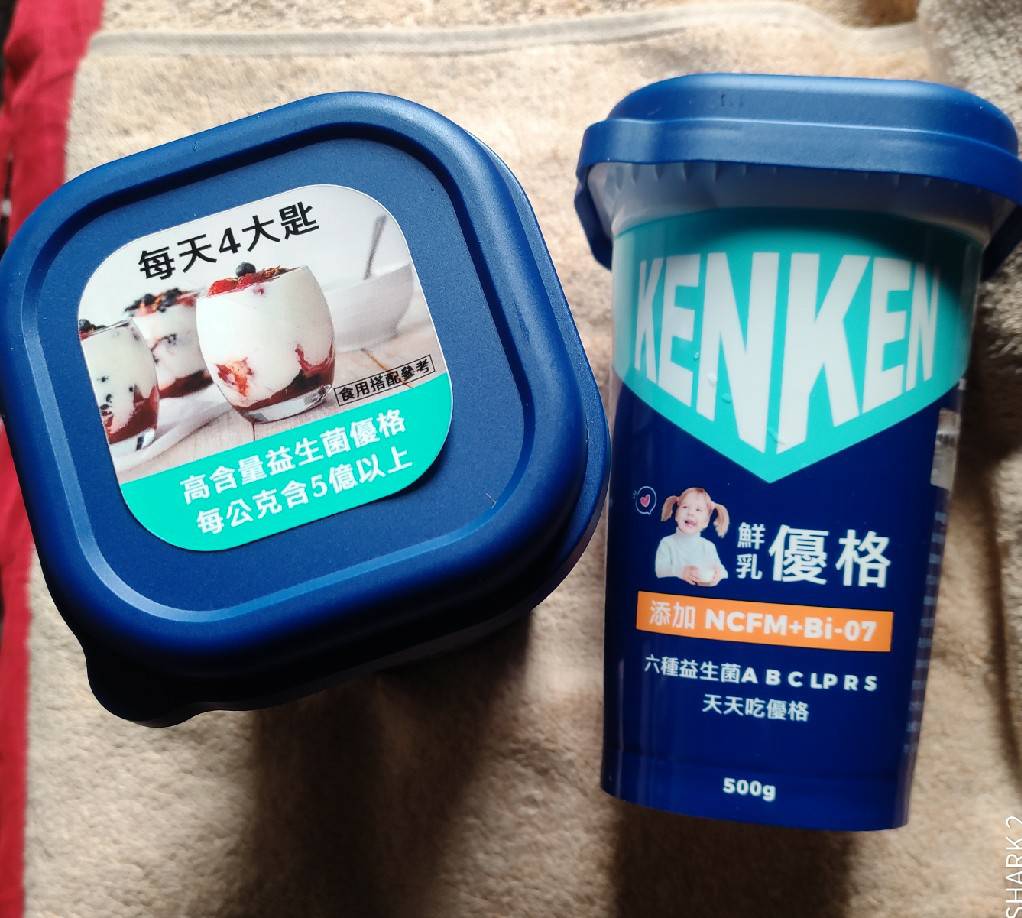 每天4大匙
食用搭配參考
高含量益生菌優格
每公克含5億以上
KENKEN
鮮乳優格
添加 NCFM+Bi-07
六種益生菌A B C LP R S
天天吃優格
500g
SHARK 2